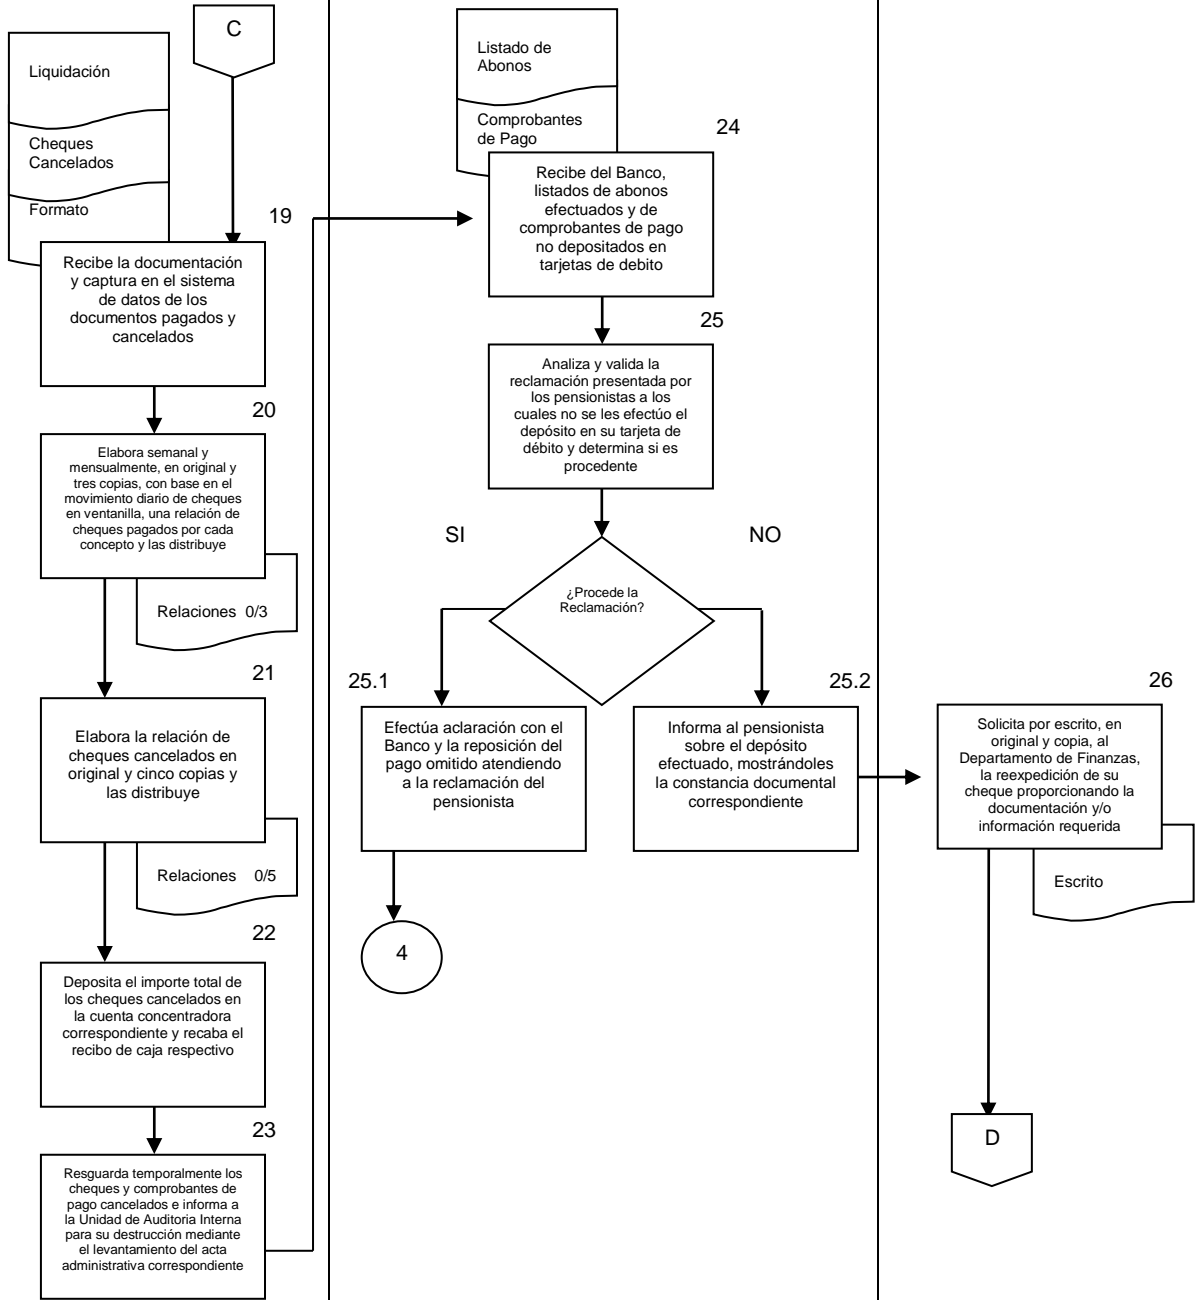 C
Liquidación
Cheques
Cancelados
Formato
19
Recibe la documentación
y captura en el sistema
de datos de los
documentos pagados y
cancelados
20
Elabora semanal y
mensualmente, en original y
tres copias, con base en el
movimiento diario de cheques
en ventanilla, una relación de
cheques pagados por cada
concepto y las distribuye
Relaciones 0/3
21
Elabora la relación de
cheques cancelados en
original y cinco copias y
las distribuye
Relaciones 0/5
22
Deposita el importe total de
los cheques cancelados en
la cuenta concentradora
correspondiente y recaba el
recibo de caja respectivo
23
Resguarda temporalmente los
cheques y comprobantes de
pago cancelados e informa a
la Unidad de Auditoria Interna
para su destrucción mediante
el levantamiento del acta
administrativa correspondiente
Listado de
Abonos
Comprobantes
de Pago
24
Recibe del Banco,
listados de abonos
efectuados y de
comprobantes de pago
no depositados en
tarjetas de debito
25
Analiza y valida la
reclamación presentada por
los pensionistas a los
cuales no se les efectúo el
depósito en su tarjeta de
débito y determina si es
procedente
SI
NO
¿Procede la
Reclamación?
25.1
Efectúa aclaración con el
Banco y la reposición del
pago omitido atendiendo
a la reclamación del
pensionista
4
25.2
Informa al pensionista
sobre el depósito
efectuado, mostrándoles
la constancia documental
correspondiente
26
Solicita por escrito, en
original y copia, al
Departamento de Finanzas,
la reexpedición de su
cheque proporcionando la
documentación y/o
información requerida
Escrito
D